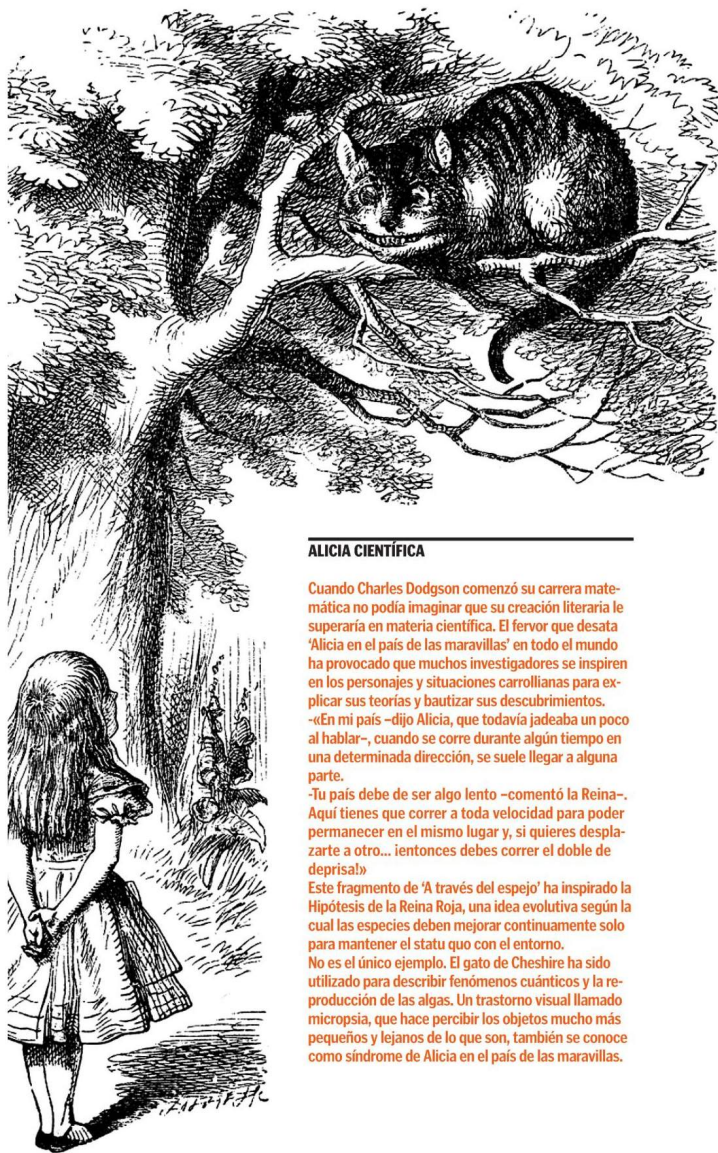 ALICIA CIENTÍFICA
Cuando Charles Dodgson comenzó su carrera mate-
mática no podía imaginar que su creación literaria le
superaría en materia científica. El fervor que desata
‘Alicia en el país de las maravillas’ en todo el mundo
ha provocado que muchos investigadores se inspiren
en los personajes y situaciones carrollianas para ex-
plicar sus teorías y bautizar sus descubrimientos.
-«En mi país –dijo Alicia, que todavía jadeaba un poco
al hablar–, cuando se corre durante algún tiempo en
una determinada dirección, se suele llegar a alguna
parte.
-Tu país debe de ser algo lento –comentó la Reina–.
Aquí tienes que correr a toda velocidad para poder
permanecer en el mismo lugar y, si quieres despla-
zarte a otro... ¡entonces debes correr el doble de
deprisa!»
Este fragmento de ‘A través del espejo’ ha inspirado la
Hipótesis de la Reina Roja, una idea evolutiva según la
cual las especies deben mejorar continuamente solo
para mantener el statu quo con el entorno.
No es el único ejemplo. El gato de Cheshire ha sido
utilizado para describir fenómenos cuánticos y la re-
producción de las algas. Un trastorno visual llamado
micropsia, que hace percibir los objetos mucho más
pequeños y lejanos de lo que son, también se conoce
como síndrome de Alicia en el país de las maravillas.